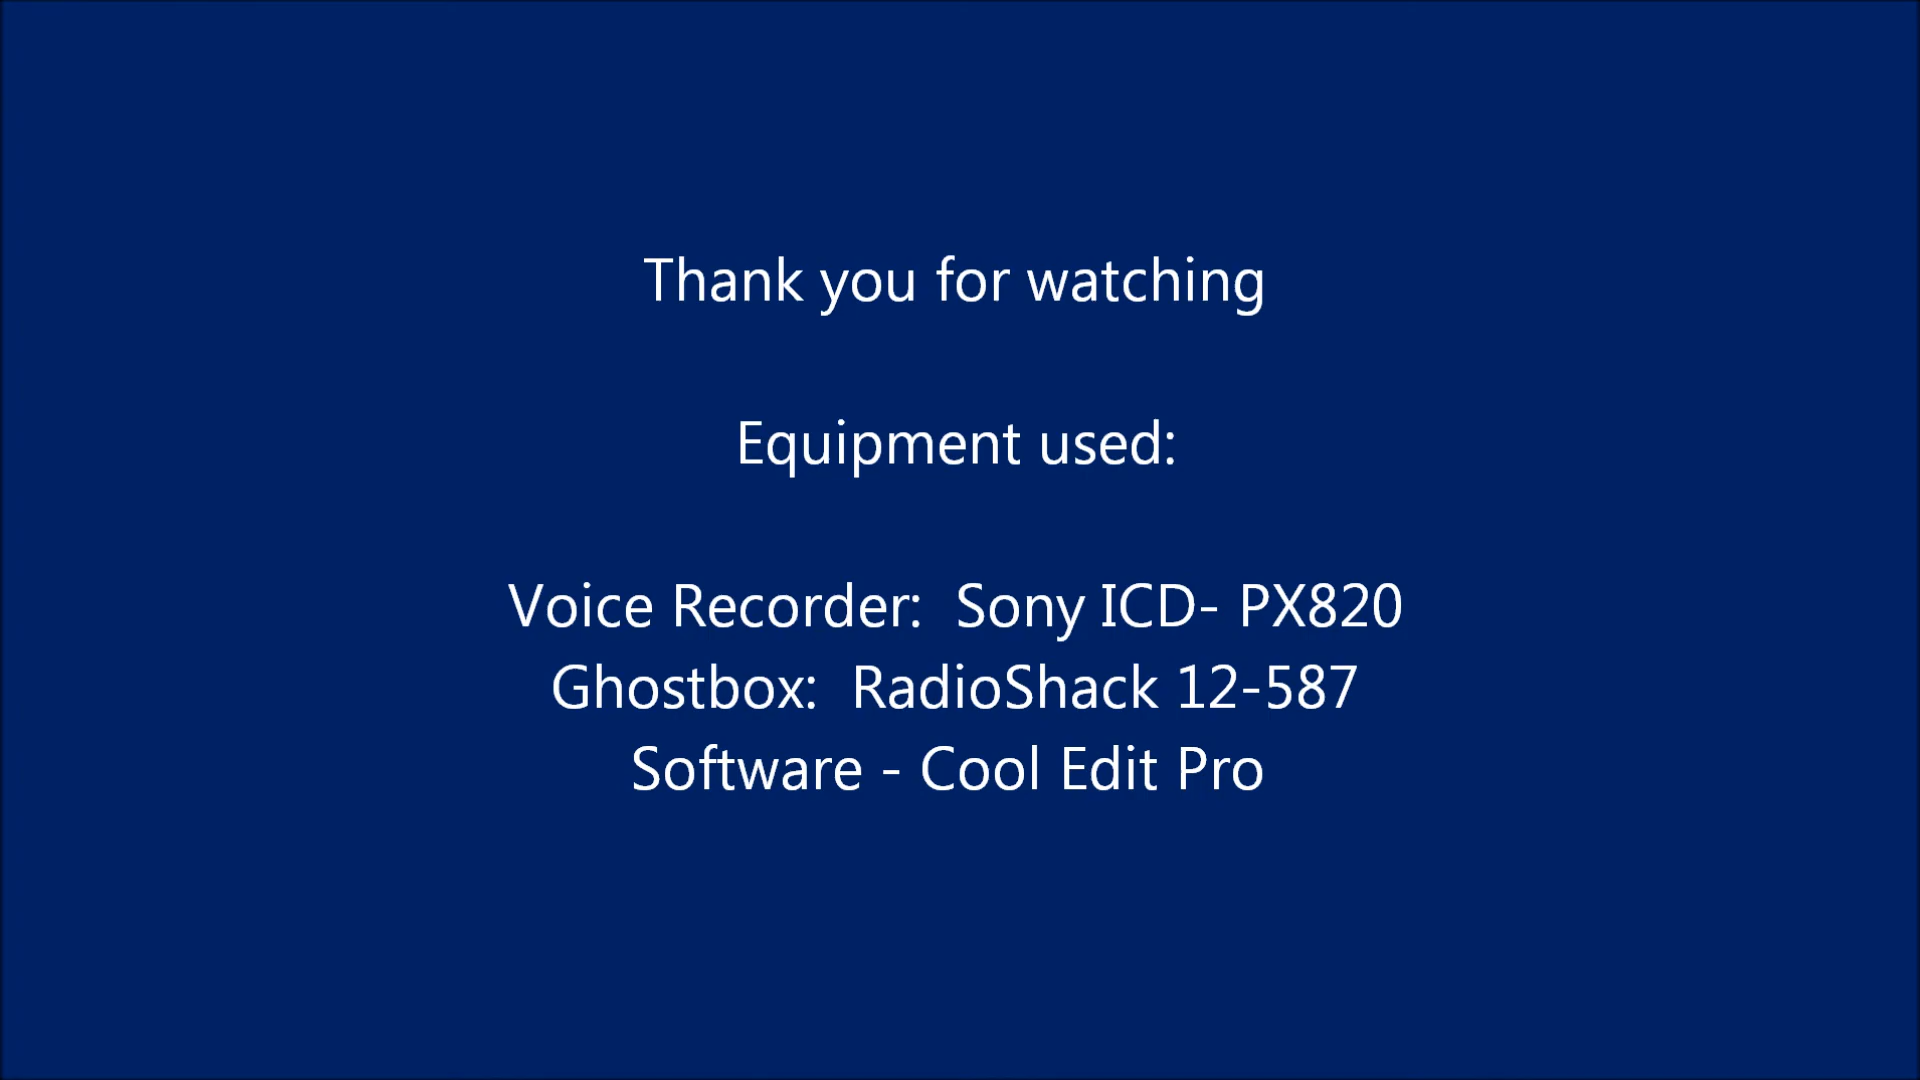 Thank you for watching
Equipment used:
Voice Recorder:  Sony ICD- PX820
Ghostbox:  RadioShack 12-587
Software - Cool Edit Pro